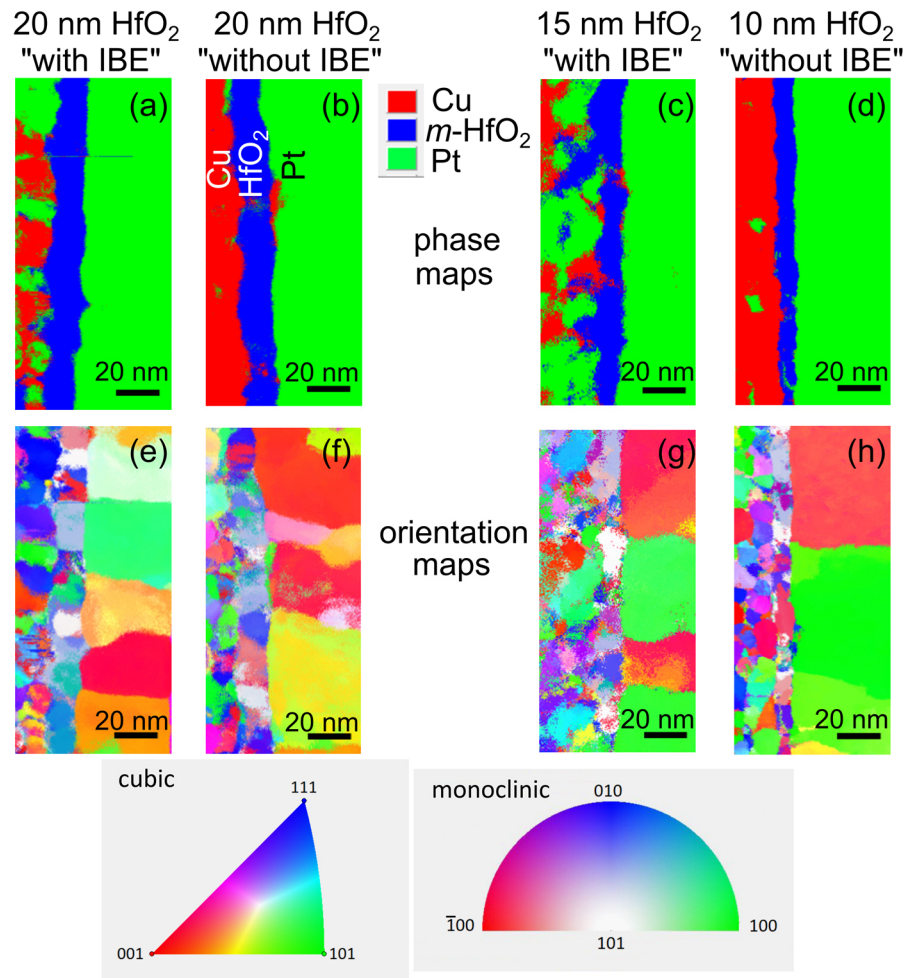 20 nm HfO₂
"with IBE"
20 nm HfO₂
"without IBE"
15 nm HfO₂
"with IBE"
10 nm HfO₂
"without IBE"
(a)
(b)
(c)
(d)
Cu
m-HfO₂
Pt
Cu
HfO₂
Pt
phase
maps
20 nm
20 nm
20 nm
20 nm
(e)
(f)
(g)
(h)
orientation
maps
20 nm
20 nm
20 nm
20 nm
cubic
111
001
101
monoclinic
010
1̅00
101
100